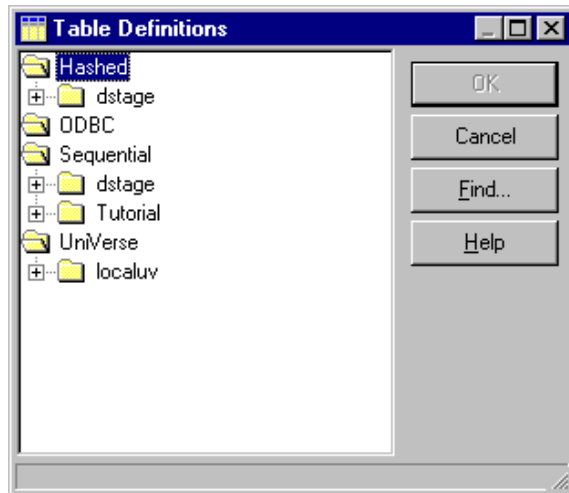 Table Definitions
Hashed
dstage
ODBC
Sequential
dstage
Tutorial
UniVerse
localuv
OK
Cancel
Find...
Help